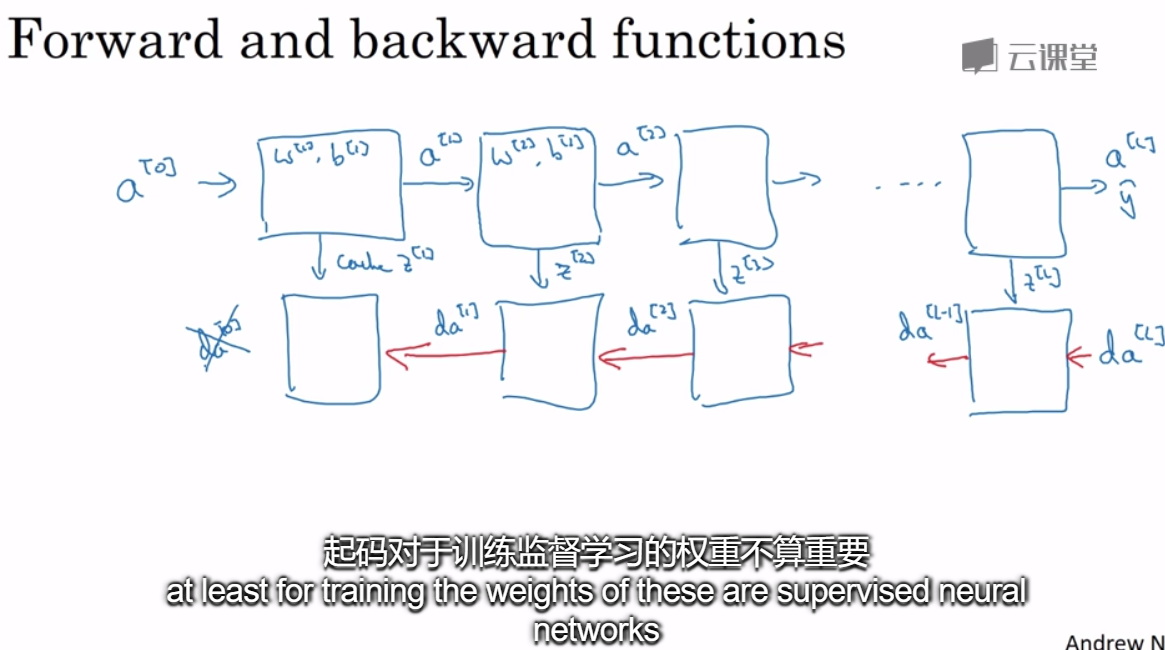 Forward and backward functions
云课堂
a^[0] → w^[1], b^[1] a^[1] w^[2], b^[1] a^[2] → → ---- → a^[L]
ŷ
cache z^[1] z^[2] z^[3] z^[L]
da^[0] da^[1] da^[2] da^[L-1] da^[L]
起码对于训练监督学习的权重不算重要
at least for training the weights of these are supervised neural
networks
Andrew N